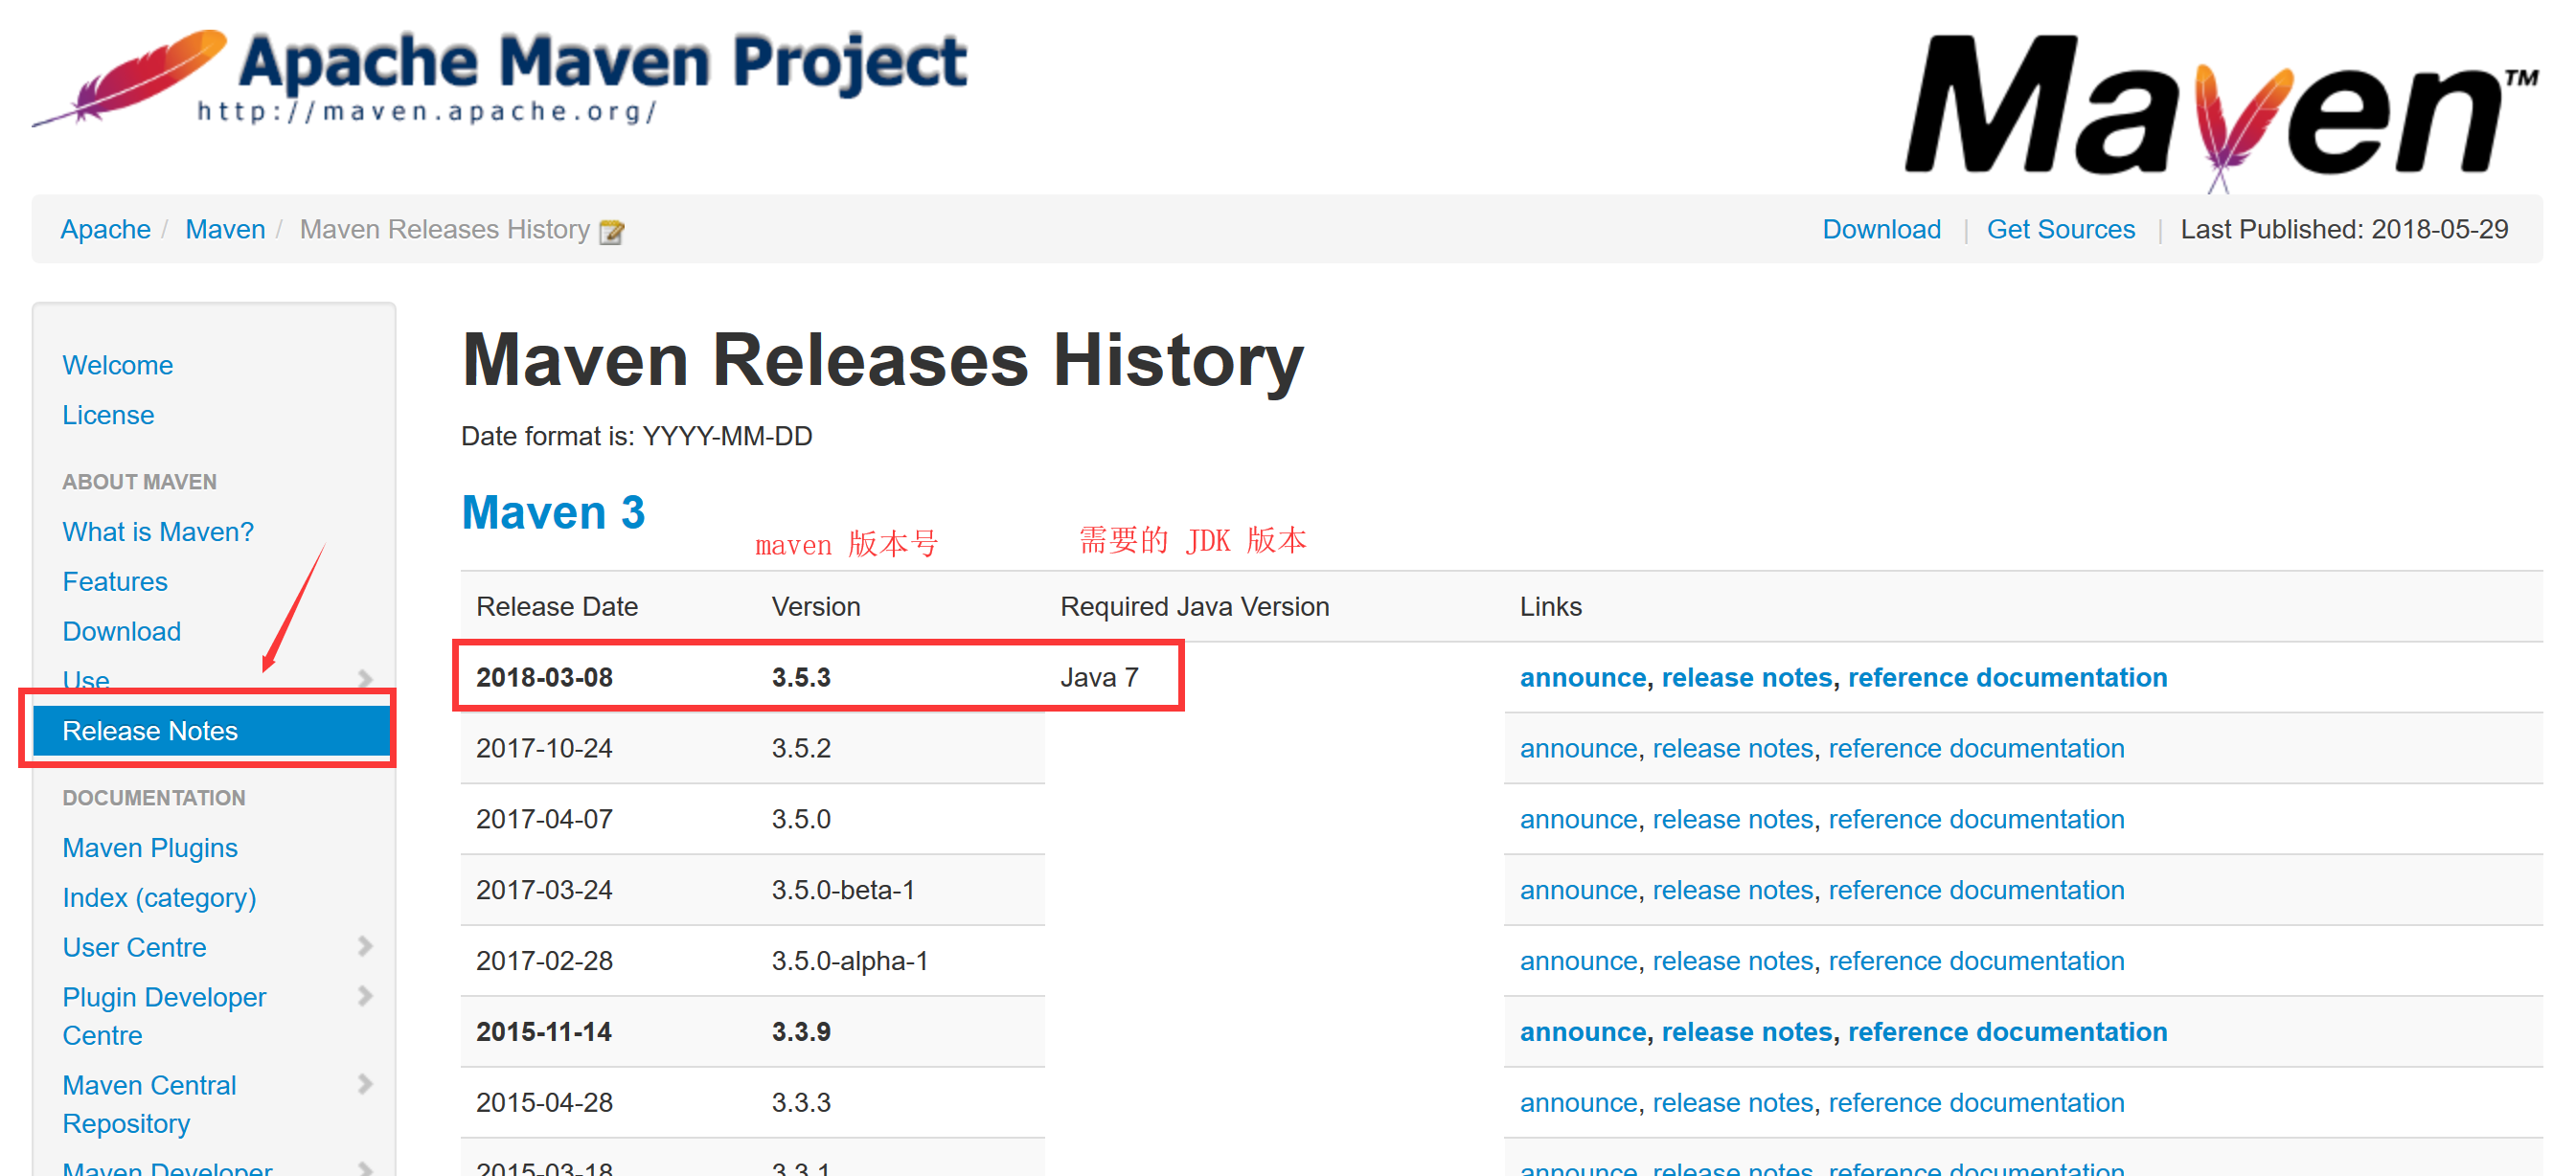 Apache Maven Project
http://maven.apache.org/
Maven™
Apache / Maven / Maven Releases History
Download | Get Sources | Last Published: 2018-05-29
Welcome
License
ABOUT MAVEN
What is Maven?
Features
Download
Use
Release Notes
DOCUMENTATION
Maven Plugins
Index (category)
User Centre
Plugin Developer
Centre
Maven Central
Repository
Maven Developer
Maven Releases History
Date format is: YYYY-MM-DD
Maven 3
maven 版本号 需要的 JDK 版本
Release Date Version Required Java Version Links
2018-03-08 3.5.3 Java 7 announce, release notes, reference documentation
2017-10-24 3.5.2 announce, release notes, reference documentation
2017-04-07 3.5.0 announce, release notes, reference documentation
2017-03-24 3.5.0-beta-1 announce, release notes, reference documentation
2017-02-28 3.5.0-alpha-1 announce, release notes, reference documentation
2015-11-14 3.3.9 announce, release notes, reference documentation
2015-04-28 3.3.3 announce, release notes, reference documentation
2015-03-18 3.3.1 announce, release notes, reference documentation